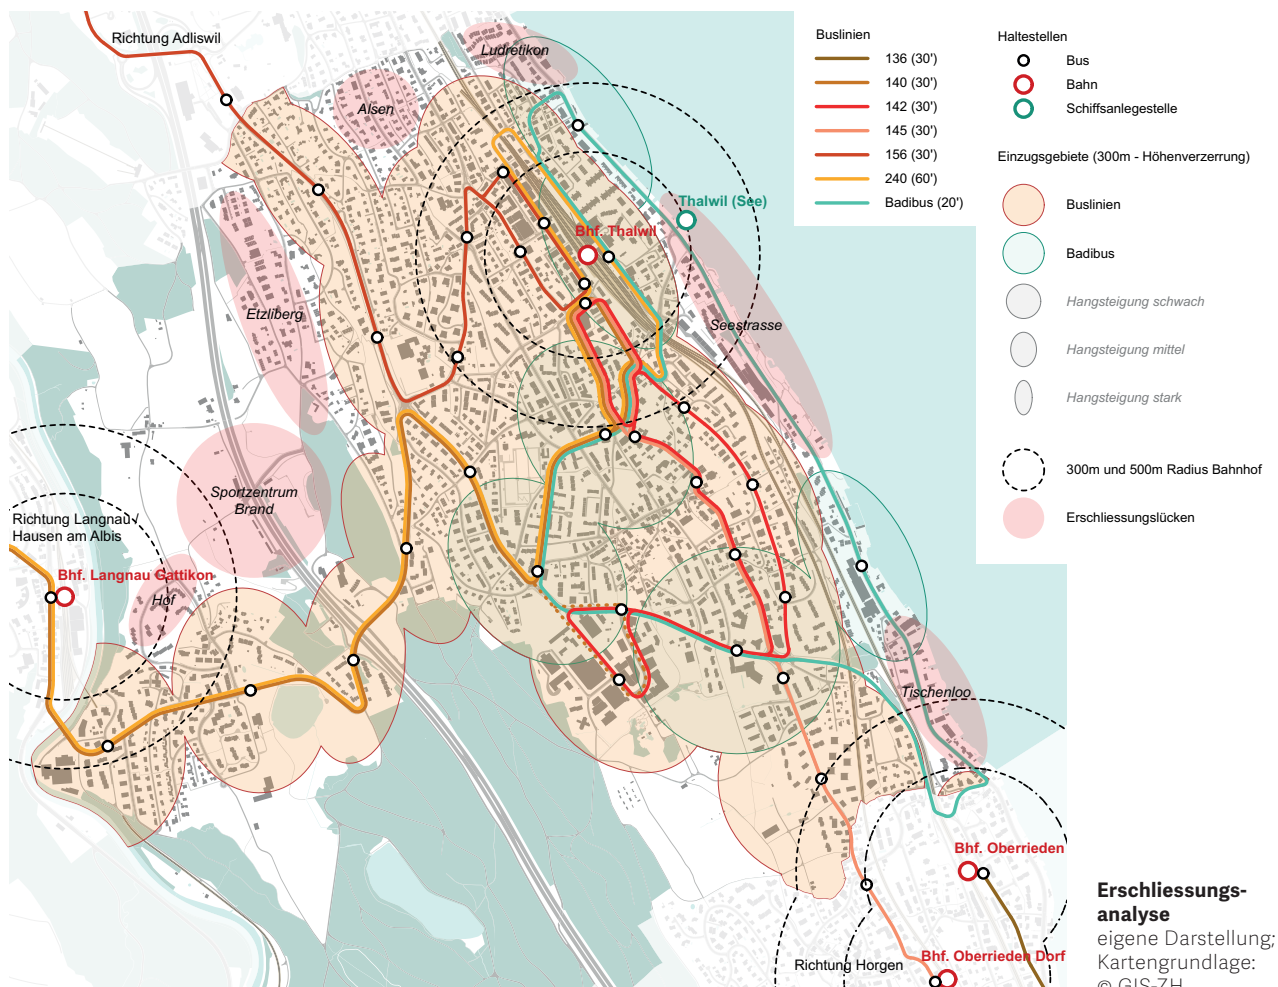 Richtung Adliswil
Ludretikon
Alsen
Thalwil (See)
Bhf. Thalwil
Etzliberg
Seestrasse
Sportzentrum
Brand
Richtung Langnau /
Hausen am Albis
Bhf. Langnau Gattikon
Hof
Tischenloo
Bhf. Oberrieden
Bhf. Oberrieden Dorf
Richtung Horgen
Buslinien
136 (30')
140 (30')
142 (30')
145 (30')
156 (30')
240 (60')
Badibus (20')
Haltestellen
Bus
Bahn
Schiffsanlegestelle
Einzugsgebiete (300m - Höhenverzerrung)
Buslinien
Badibus
Hangsteigung schwach
Hangsteigung mittel
Hangsteigung stark
300m und 500m Radius Bahnhof
Erschliessungslücken
Erschliessungs-
analyse
eigene Darstellung;
Kartengrundlage:
© GIS-ZH